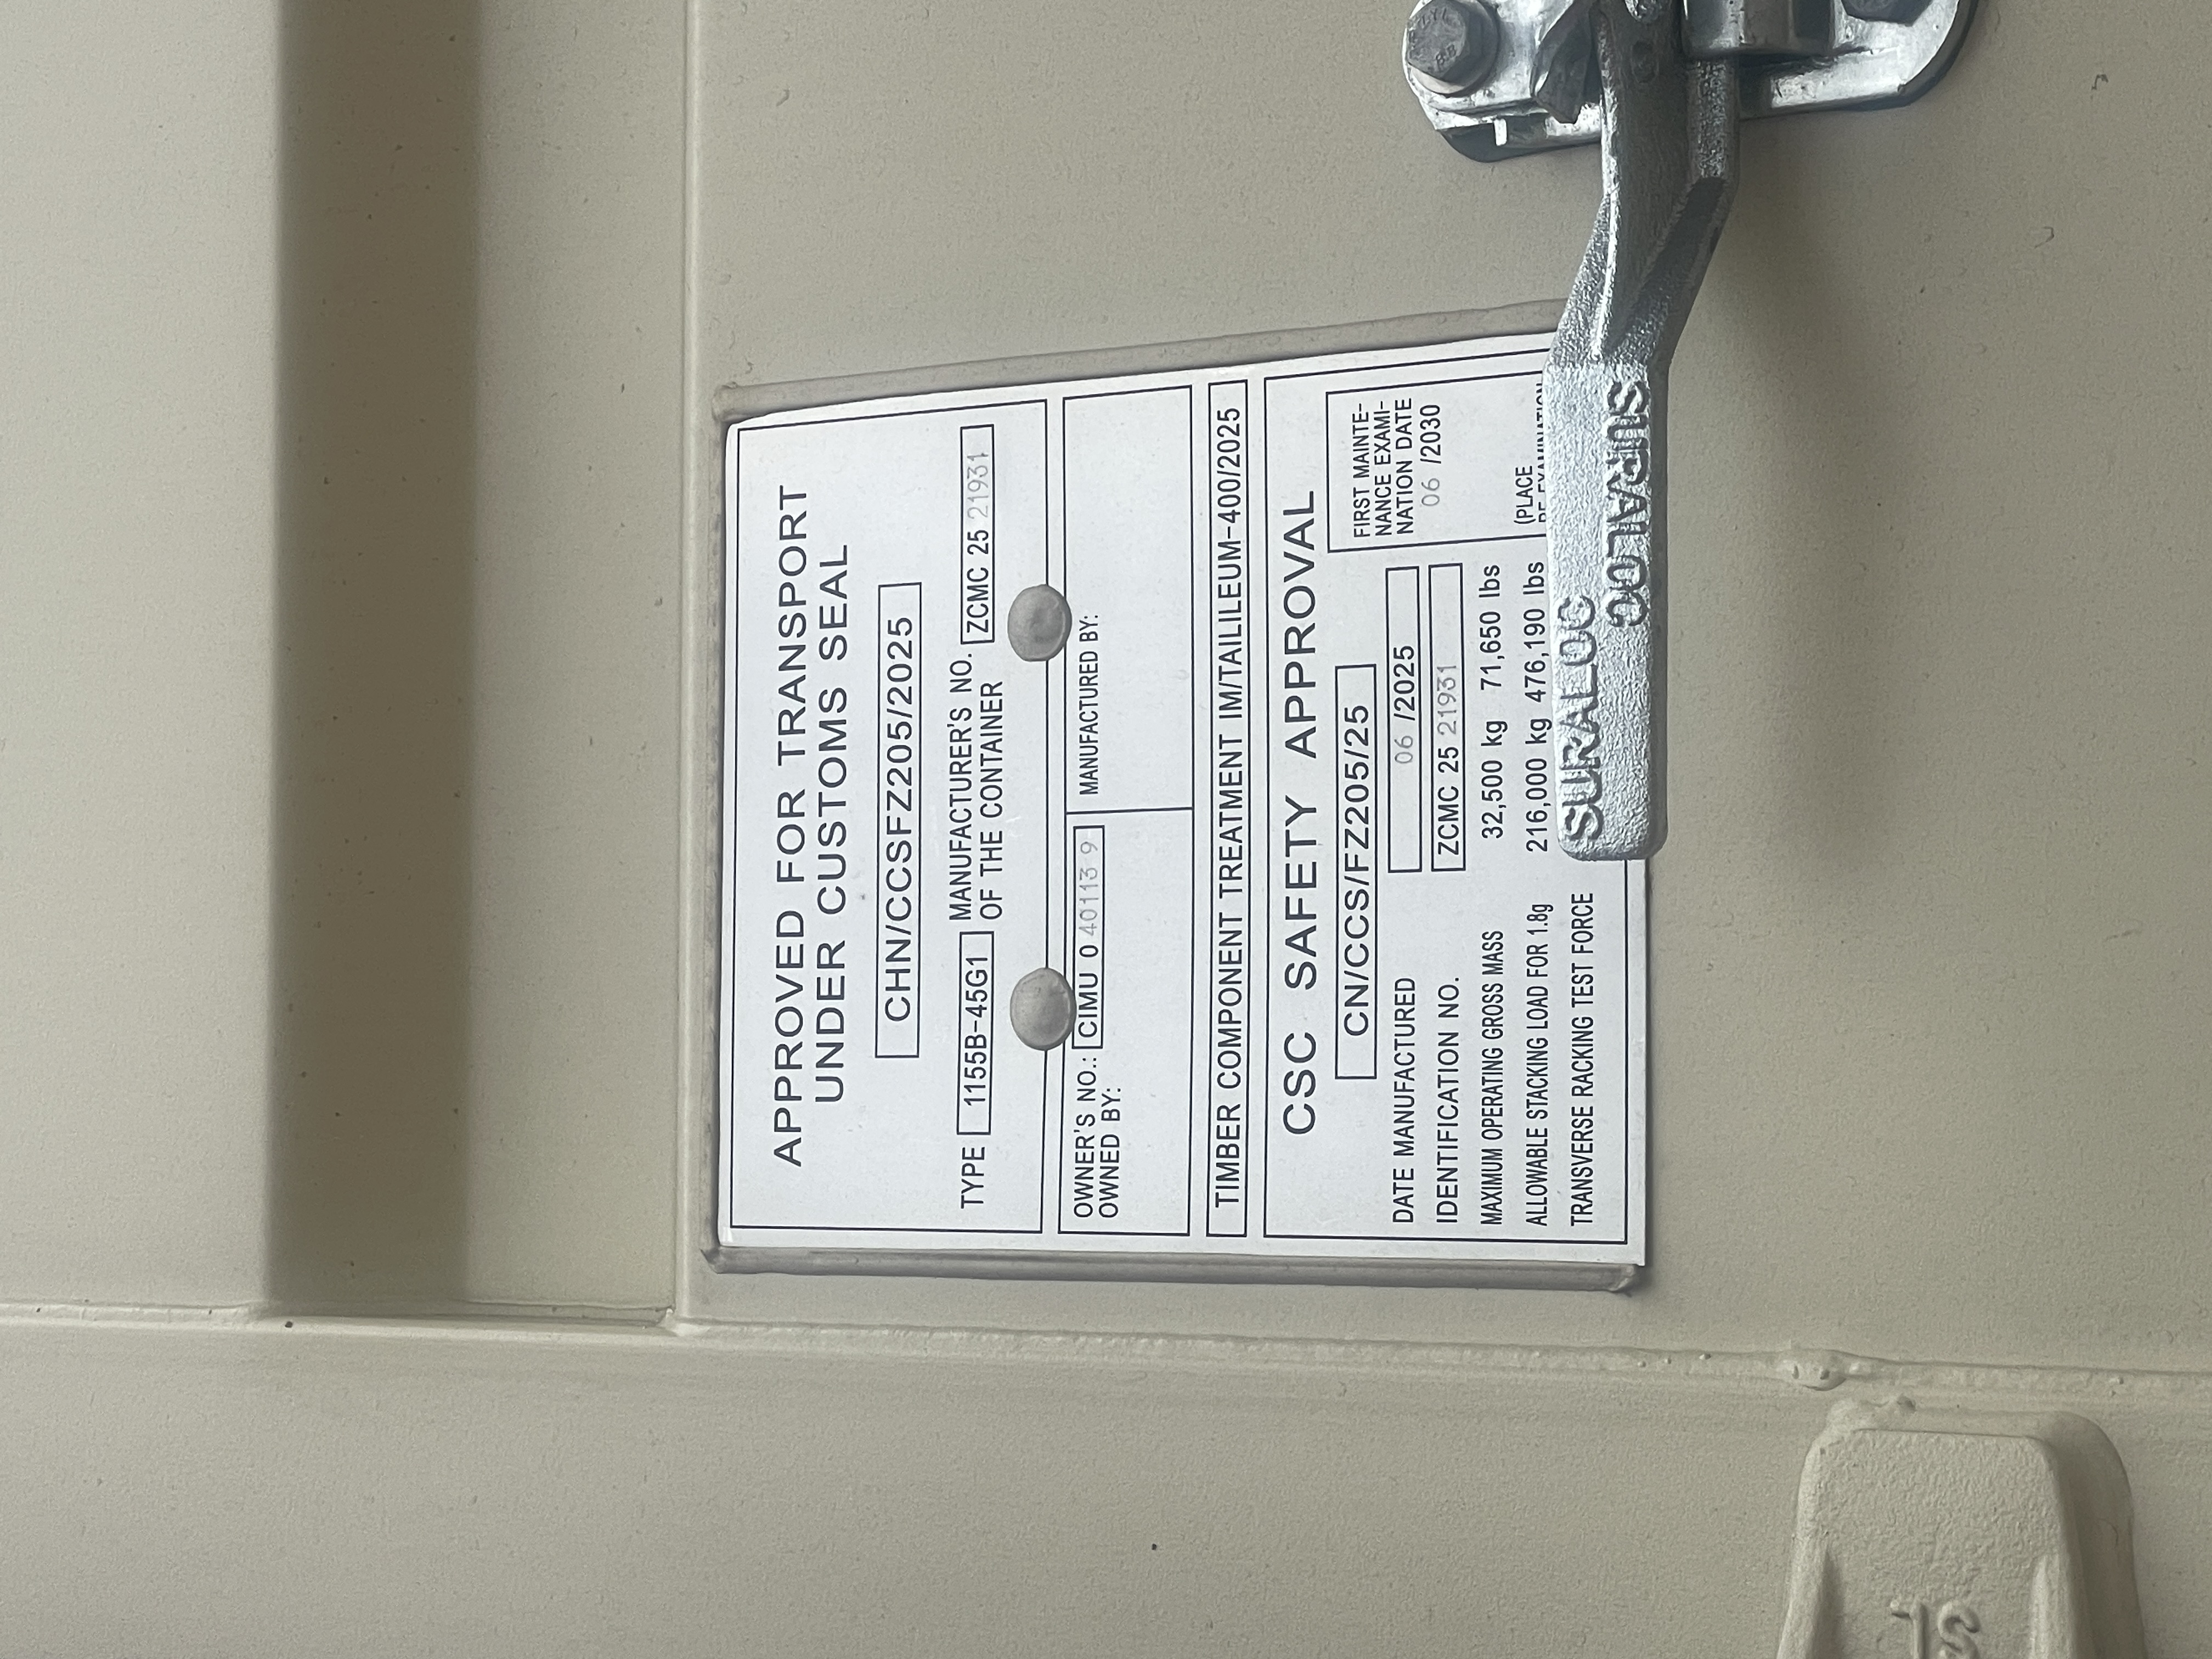 APPROVED FOR TRANSPORT
UNDER CUSTOMS SEAL
CHN/CCSFZ205/2025
TYPE 1155B-45G1 MANUFACTURER'S NO.
OF THE CONTAINER ZCMC 25 21931
OWNER'S NO.: CIMU 0 40113 9
OWNED BY:
MANUFACTURED BY:
TIMBER COMPONENT TREATMENT IM/TAILILEUM-400/2025
CSC SAFETY APPROVAL
CN/CCS/FZ205/25
DATE MANUFACTURED 06 /2025
IDENTIFICATION NO. ZCMC 25 21931
MAXIMUM OPERATING GROSS MASS 32,500 kg 71,650 lbs
ALLOWABLE STACKING LOAD FOR 1.8g 216,000 kg 476,190 lbs
TRANSVERSE RACKING TEST FORCE
FIRST MAINTE-
NANCE EXAMI-
NATION DATE
06 /2030
(PLACE
SURALOC
SURALOC